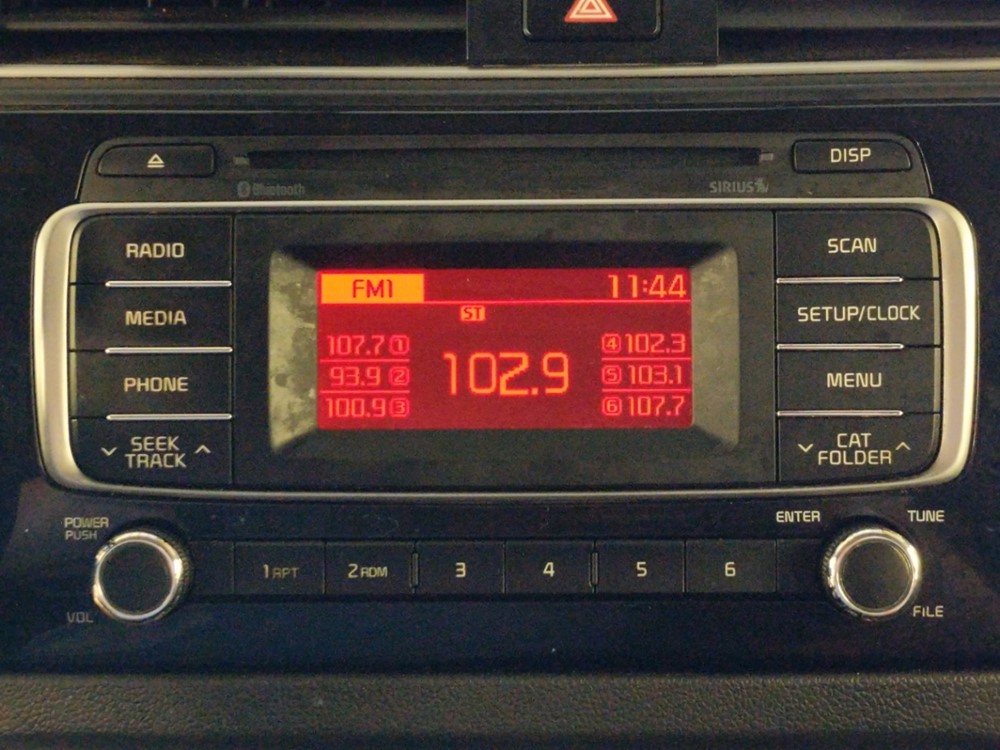 DISP
Bluetooth
SIRIUS
RADIO
MEDIA
PHONE
SEEK
TRACK
FM1
11:44
ST
107.7 1
93.9 2
100.9 3
102.9
4 102.3
5 103.1
6 107.7
SCAN
SETUP/CLOCK
MENU
CAT
FOLDER
POWER
PUSH
VOL
1 RPT
2 RDM
3
4
5
6
ENTER
TUNE
FILE